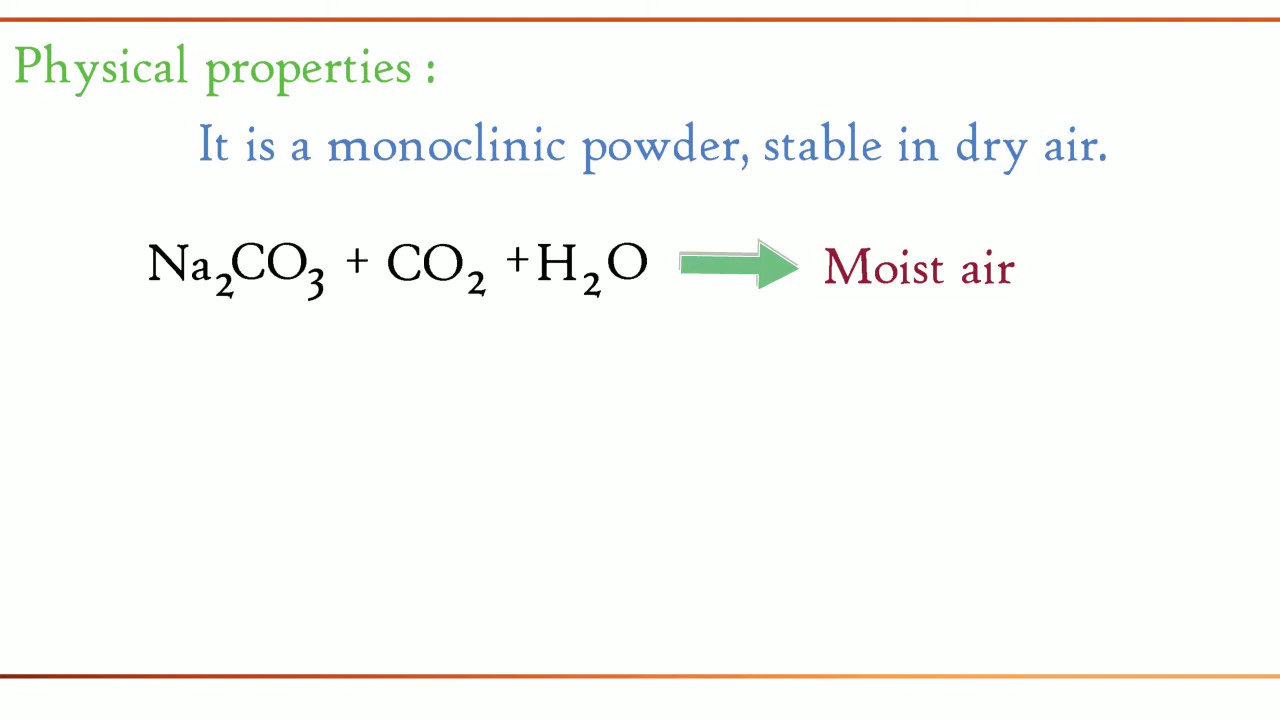 Physical properties :
It is a monoclinic powder, stable in dry air.
Na₂CO₃ + CO₂ +H₂O Moist air